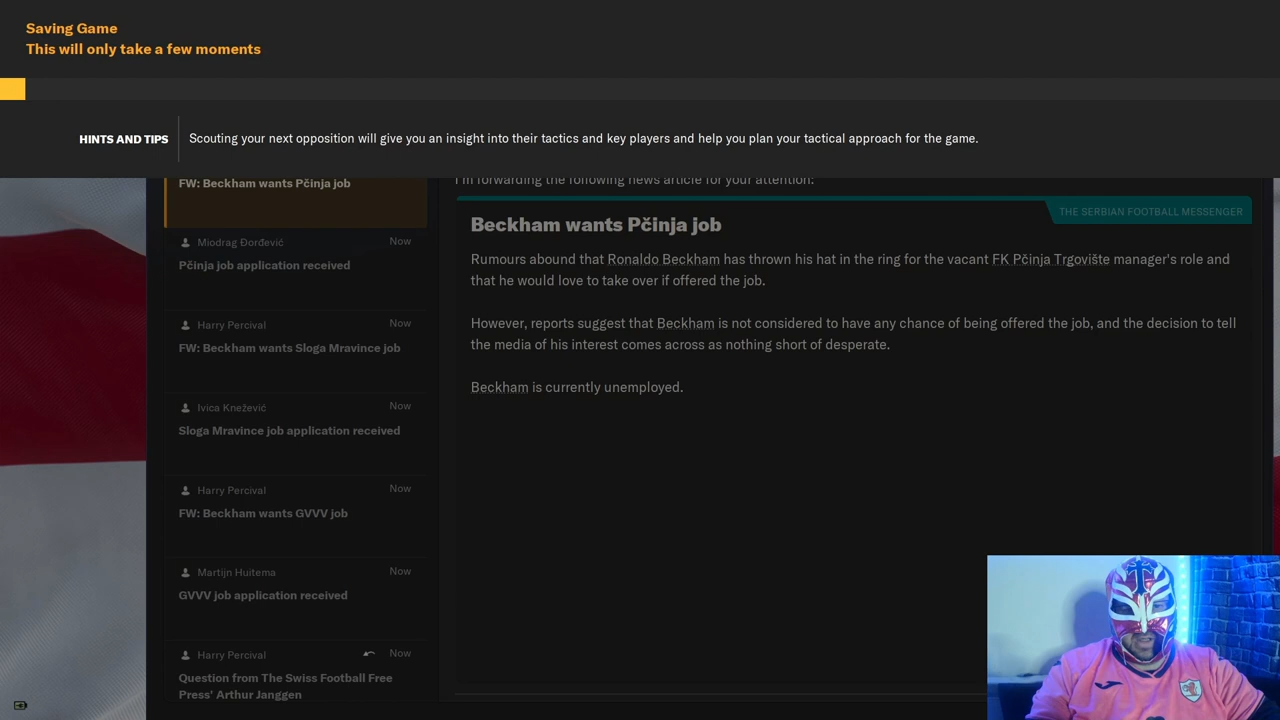 Saving Game
This will only take a few moments
HINTS AND TIPS
Scouting your next opposition will give you an insight into their tactics and key players and help you plan your tactical approach for the game.
FW: Beckham wants Pčinja job
Miodrag Đorđević Now
Pčinja job application received
Harry Percival Now
FW: Beckham wants Sloga Mravince job
Ivica Knežević Now
Sloga Mravince job application received
Harry Percival Now
FW: Beckham wants GVVV job
Martijn Huitema Now
GVVV job application received
Harry Percival Now
Question from The Swiss Football Free
Press' Arthur Janggen
I'm forwarding the following news article for your attention:
THE SERBIAN FOOTBALL MESSENGER
Beckham wants Pčinja job
Rumours abound that Ronaldo Beckham has thrown his hat in the ring for the vacant FK Pčinja Trgovište manager's role and
that he would love to take over if offered the job.
However, reports suggest that Beckham is not considered to have any chance of being offered the job, and the decision to tell
the media of his interest comes across as nothing short of desperate.
Beckham is currently unemployed.